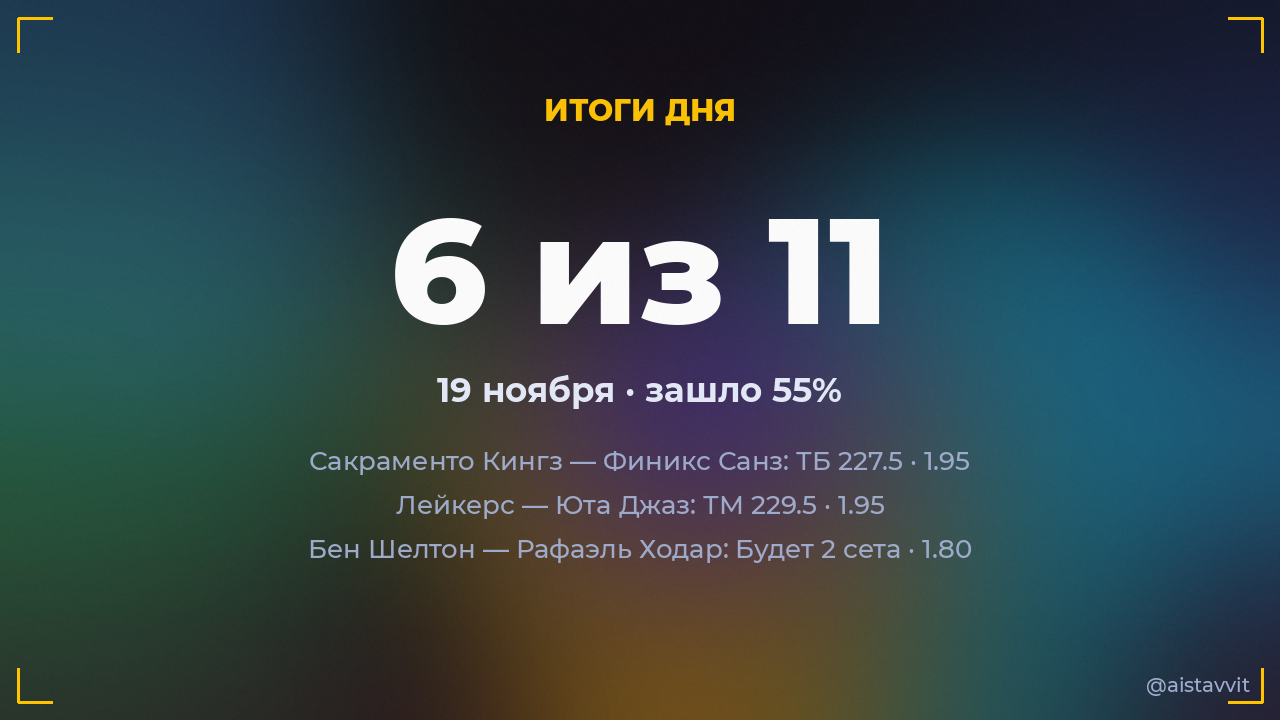 ИТОГИ ДНЯ
6 из 11
19 ноября · зашло 55%
Сакраменто Кингз — Финикс Санз: ТБ 227.5 · 1.95
Лейкерс — Юта Джаз: ТМ 229.5 · 1.95
Бен Шелтон — Рафаэль Ходар: Будет 2 сета · 1.80
@aistavvit